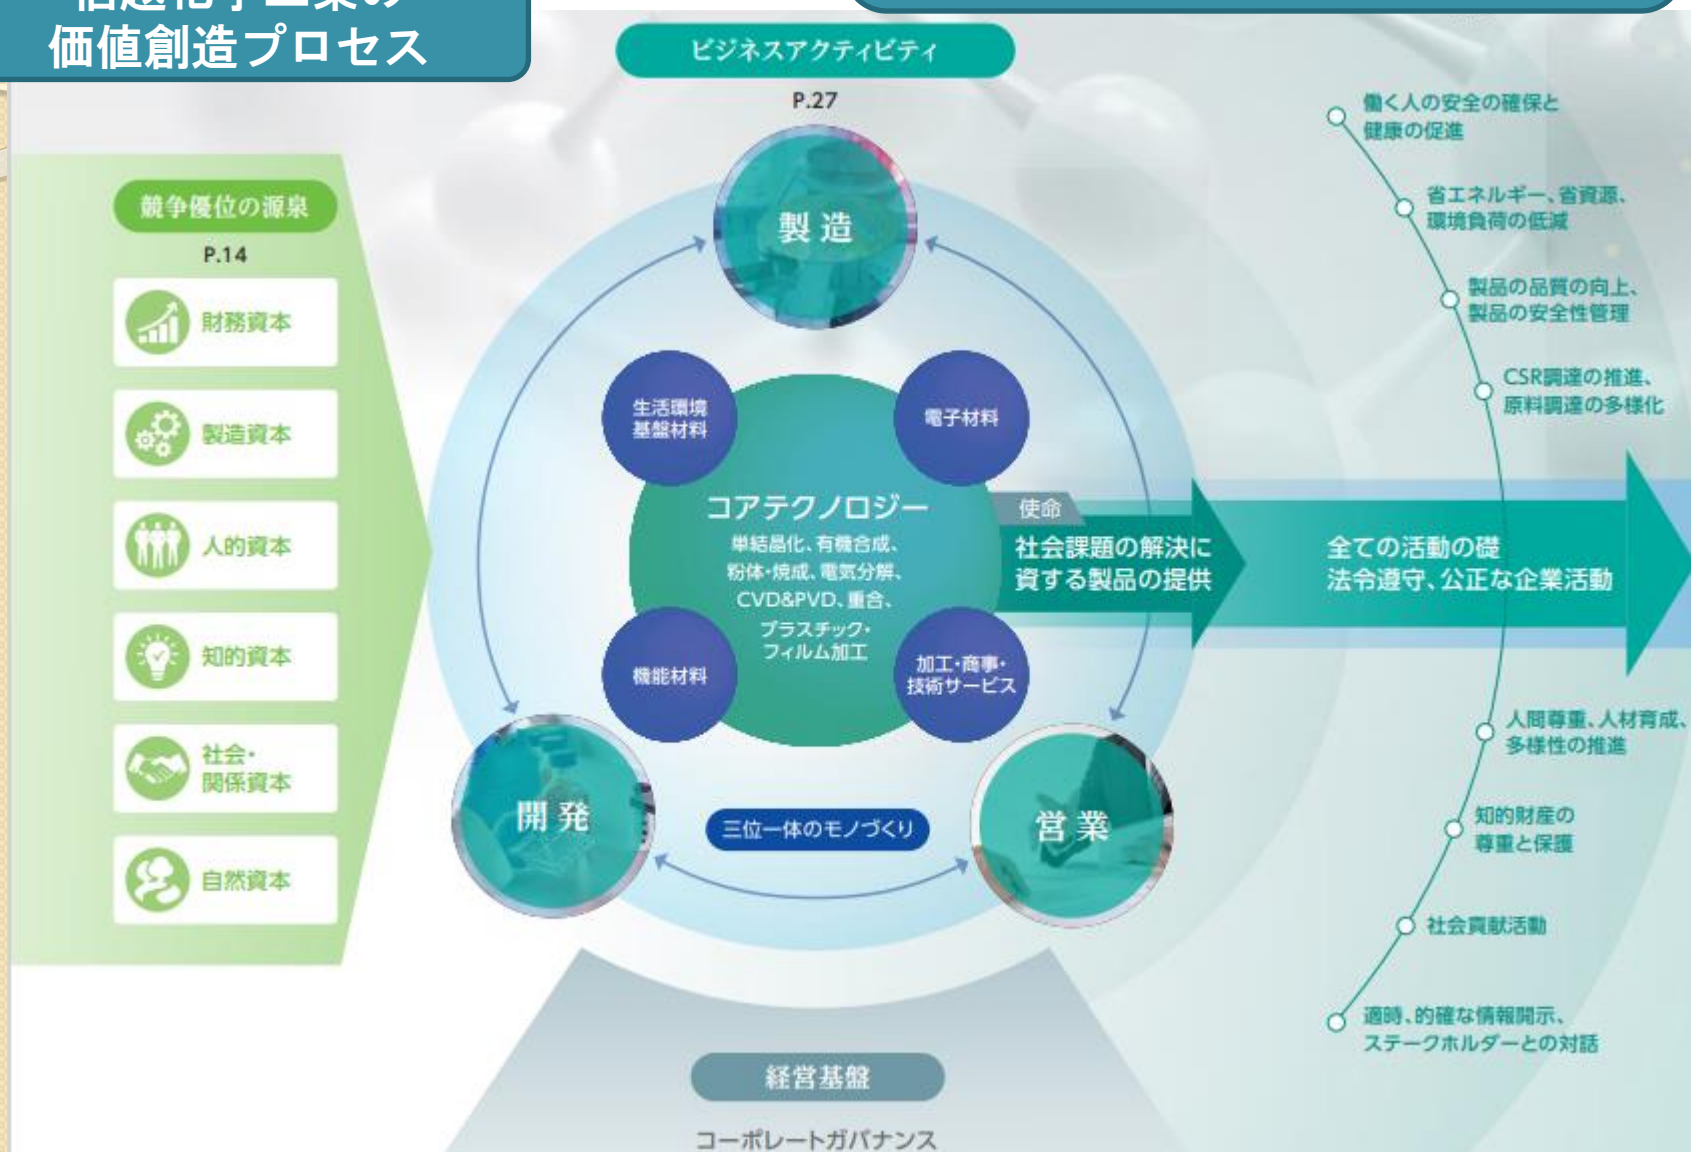 信越化学工業の
価値創造プロセス
ビジネスアクティビティ
P.27
競争優位の源泉
P.14
財務資本
製造資本
人的資本
知的資本
社会・
関係資本
自然資本
製造
生活環境
基盤材料
電子材料
コアテクノロジー
単結晶化、有機合成、
粉体・焼成、電気分解、
CVD&PVD、重合、
プラスチック・
フィルム加工
機能材料
加工・商事・
技術サービス
開発
三位一体のモノづくり
営業
使命
社会課題の解決に
資する製品の提供
全ての活動の礎
法令遵守、公正な企業活動
働く人の安全の確保と
健康の促進
省エネルギー、省資源、
環境負荷の低減
製品の品質の向上、
製品の安全性管理
CSR調達の推進、
原料調達の多様化
人間尊重、人材育成、
多様性の推進
知的財産の
尊重と保護
社会貢献活動
適時、的確な情報開示、
ステークホルダーとの対話
経営基盤
コーポレートガバナンス